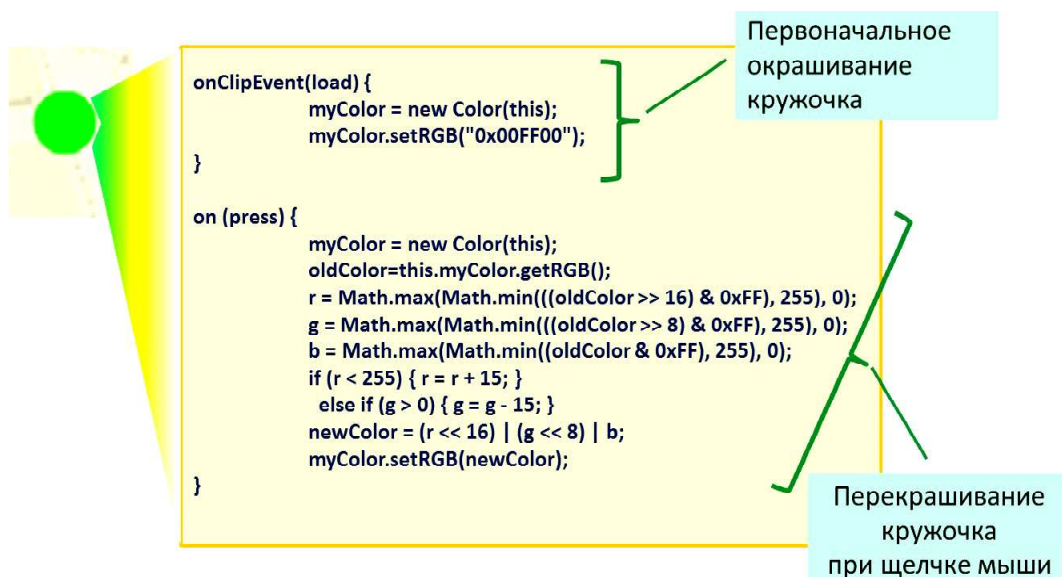 Первоначальное
окрашивание
кружочка
onClipEvent(load) {
myColor = new Color(this);
myColor.setRGB("0x00FF00");
}
on (press) {
myColor = new Color(this);
oldColor=this.myColor.getRGB();
r = Math.max(Math.min(((oldColor >> 16) & 0xFF), 255), 0);
g = Math.max(Math.min(((oldColor >> 8) & 0xFF), 255), 0);
b = Math.max(Math.min((oldColor & 0xFF), 255), 0);
if (r < 255) { r = r + 15; }
else if (g > 0) { g = g - 15; }
newColor = (r << 16) | (g << 8) | b;
myColor.setRGB(newColor);
}
Перекрашивание
кружочка
при щелчке мыши